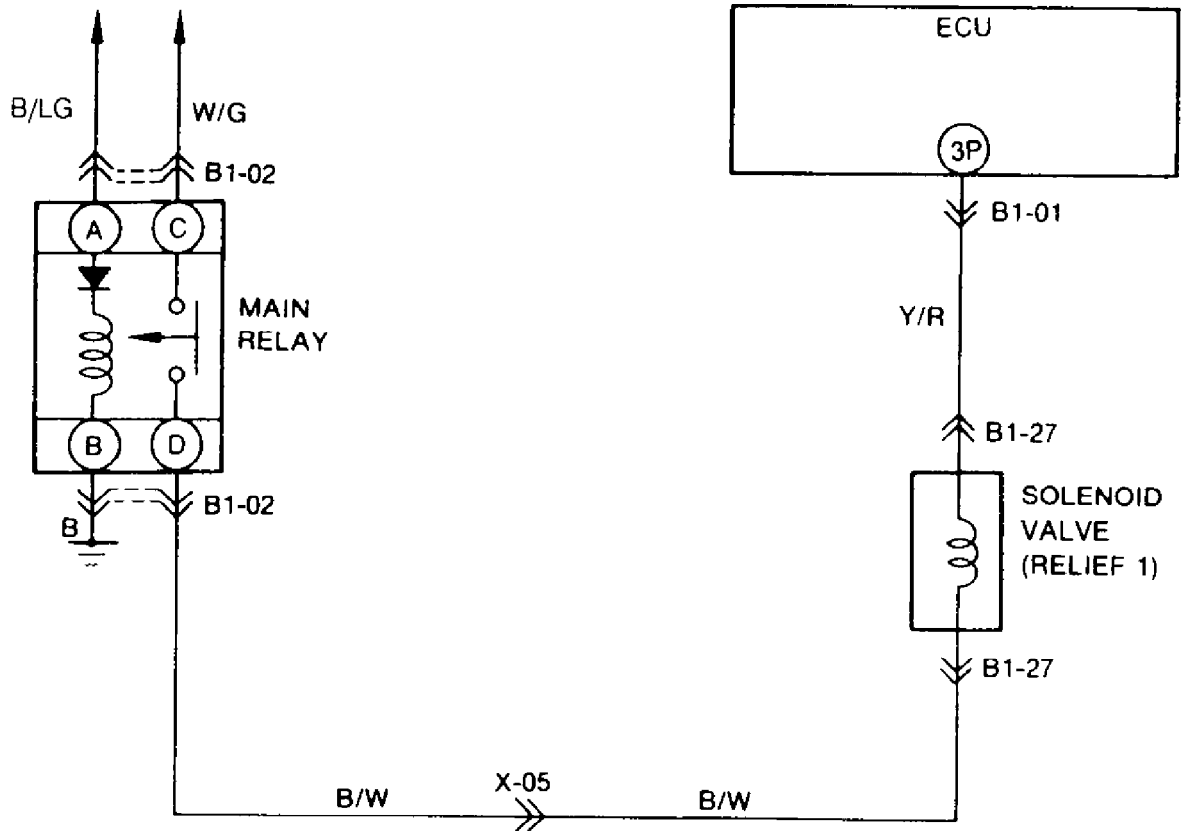 ECU
B/LG
W/G
3P
B1-02
B1-01
A
C
MAIN
RELAY
Y/R
B
D
B1-27
B1-02
B
SOLENOID
VALVE
(RELIEF 1)
B1-27
X-05
B/W
B/W